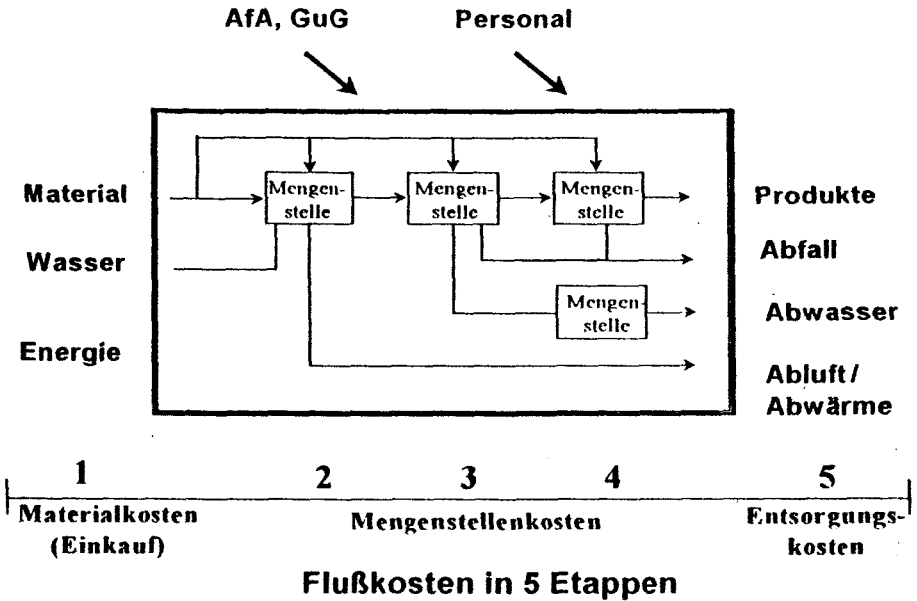 AfA, GuG
Personal
Material
Mengen-
stelle
Mengen-
stelle
Mengen-
stelle
Produkte
Wasser
Abfall
Mengen-
stelle
Abwasser
Energie
Abluft/
Abwärme
1 2 3 4 5
Materialkosten
(Einkauf)
Mengenstellenkosten
Entsorgungs-
kosten
Flußkosten in 5 Etappen